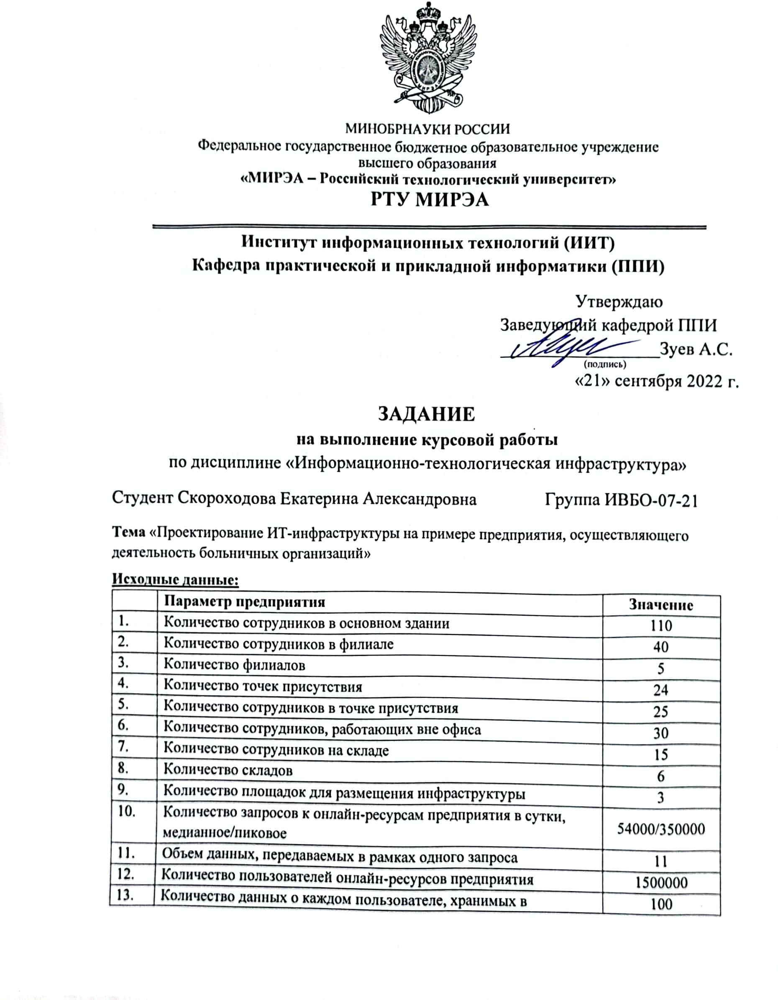 МИНОБРНАУКИ РОССИИ
Федеральное государственное бюджетное образовательное учреждение
высшего образования
«МИРЭА – Российский технологический университет»
РТУ МИРЭА
Институт информационных технологий (ИИТ)
Кафедра практической и прикладной информатики (ППИ)
Утверждаю
Заведующий кафедрой ППИ
Зуев А.С.
(подпись)
«21» сентября 2022 г.
ЗАДАНИЕ
на выполнение курсовой работы
по дисциплине «Информационно-технологическая инфраструктура»
Студент Скороходова Екатерина Александровна Группа ИВБО-07-21
Тема «Проектирование ИТ-инфраструктуры на примере предприятия, осуществляющего
деятельность больничных организаций»
Исходные данные:
Параметр предприятия Значение
1. Количество сотрудников в основном здании 110
2. Количество сотрудников в филиале 40
3. Количество филиалов 5
4. Количество точек присутствия 24
5. Количество сотрудников в точке присутствия 25
6. Количество сотрудников, работающих вне офиса 30
7. Количество сотрудников на складе 15
8. Количество складов 6
9. Количество площадок для размещения инфраструктуры 3
10. Количество запросов к онлайн-ресурсам предприятия в сутки,
медианное/пиковое 54000/350000
11. Объем данных, передаваемых в рамках одного запроса 11
12. Количество пользователей онлайн-ресурсов предприятия 1500000
13. Количество данных о каждом пользователе, хранимых в 100